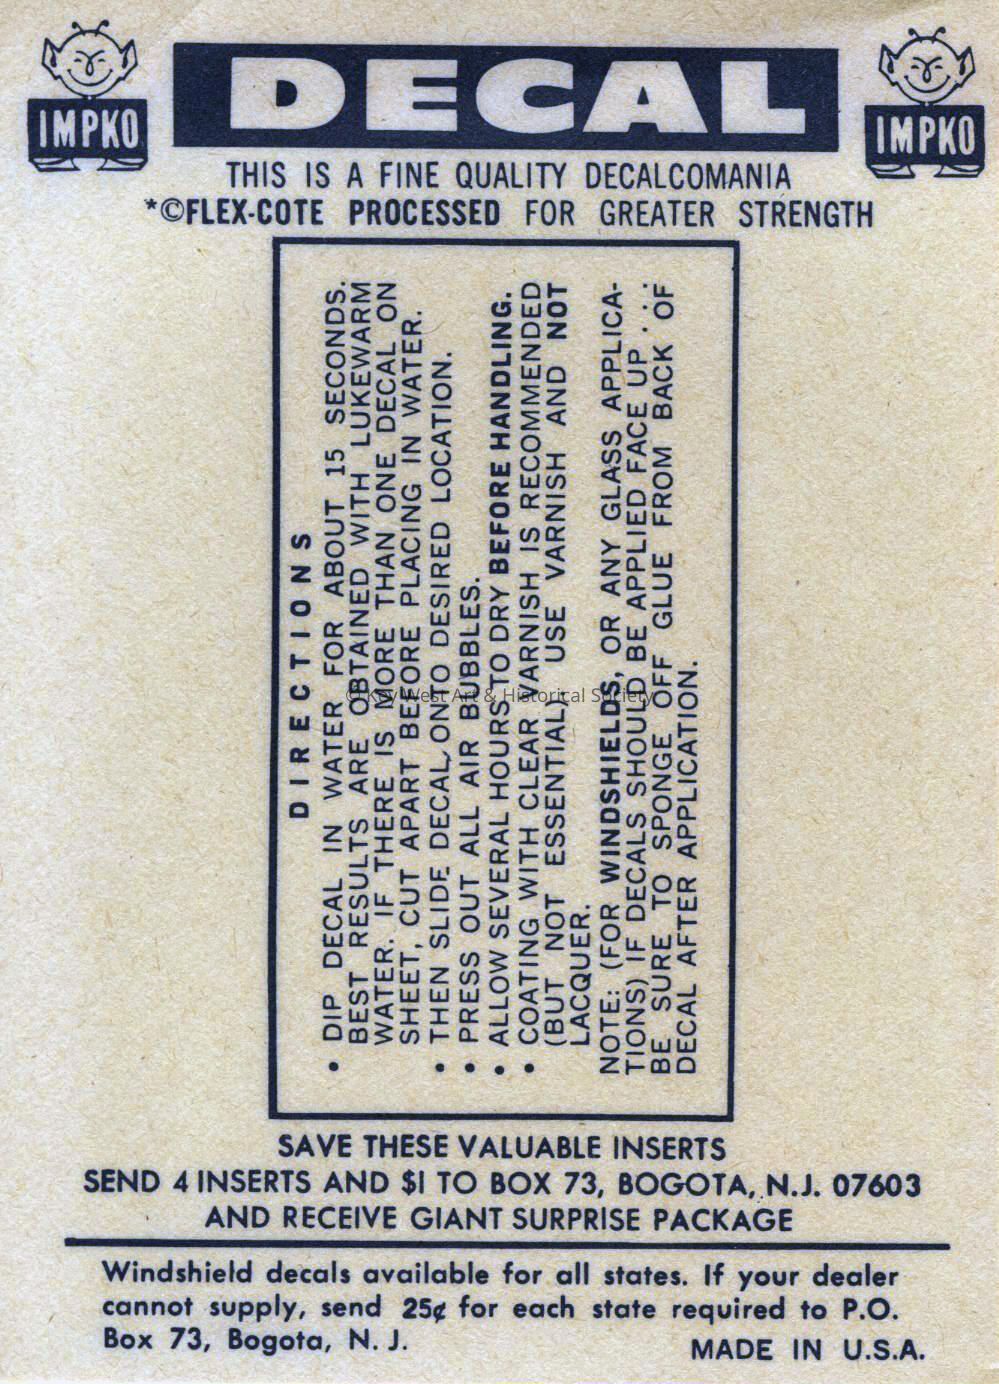 IMPKO
DECAL
IMPKO
THIS IS A FINE QUALITY DECALCOMANIA
*©FLEX-COTE PROCESSED FOR GREATER STRENGTH
DIRECTIONS
• DIP DECAL IN WATER FOR ABOUT 15 SECONDS.
BEST RESULTS ARE OBTAINED WITH LUKEWARM
WATER. IF THERE IS MORE THAN ONE DECAL ON
SHEET, CUT APART BEFORE PLACING IN WATER.
• THEN SLIDE DECAL ONTO DESIRED LOCATION.
• PRESS OUT ALL AIR BUBBLES.
• ALLOW SEVERAL HOURS TO DRY BEFORE HANDLING.
• COATING WITH CLEAR VARNISH IS RECOMMENDED
(BUT NOT ESSENTIAL) USE VARNISH AND NOT
LACQUER.
NOTE: (FOR WINDSHIELDS, OR ANY GLASS APPLICA-
TIONS) IF DECALS SHOULD BE APPLIED FACE UP . . .
BE SURE TO SPONGE OFF GLUE FROM BACK OF
DECAL AFTER APPLICATION.
© Key West Art & Historical Society
SAVE THESE VALUABLE INSERTS
SEND 4 INSERTS AND $1 TO BOX 73, BOGOTA, N.J. 07603
AND RECEIVE GIANT SURPRISE PACKAGE
Windshield decals available for all states. If your dealer
cannot supply, send 25¢ for each state required to P.O.
Box 73, Bogota, N. J.
MADE IN U.S.A.